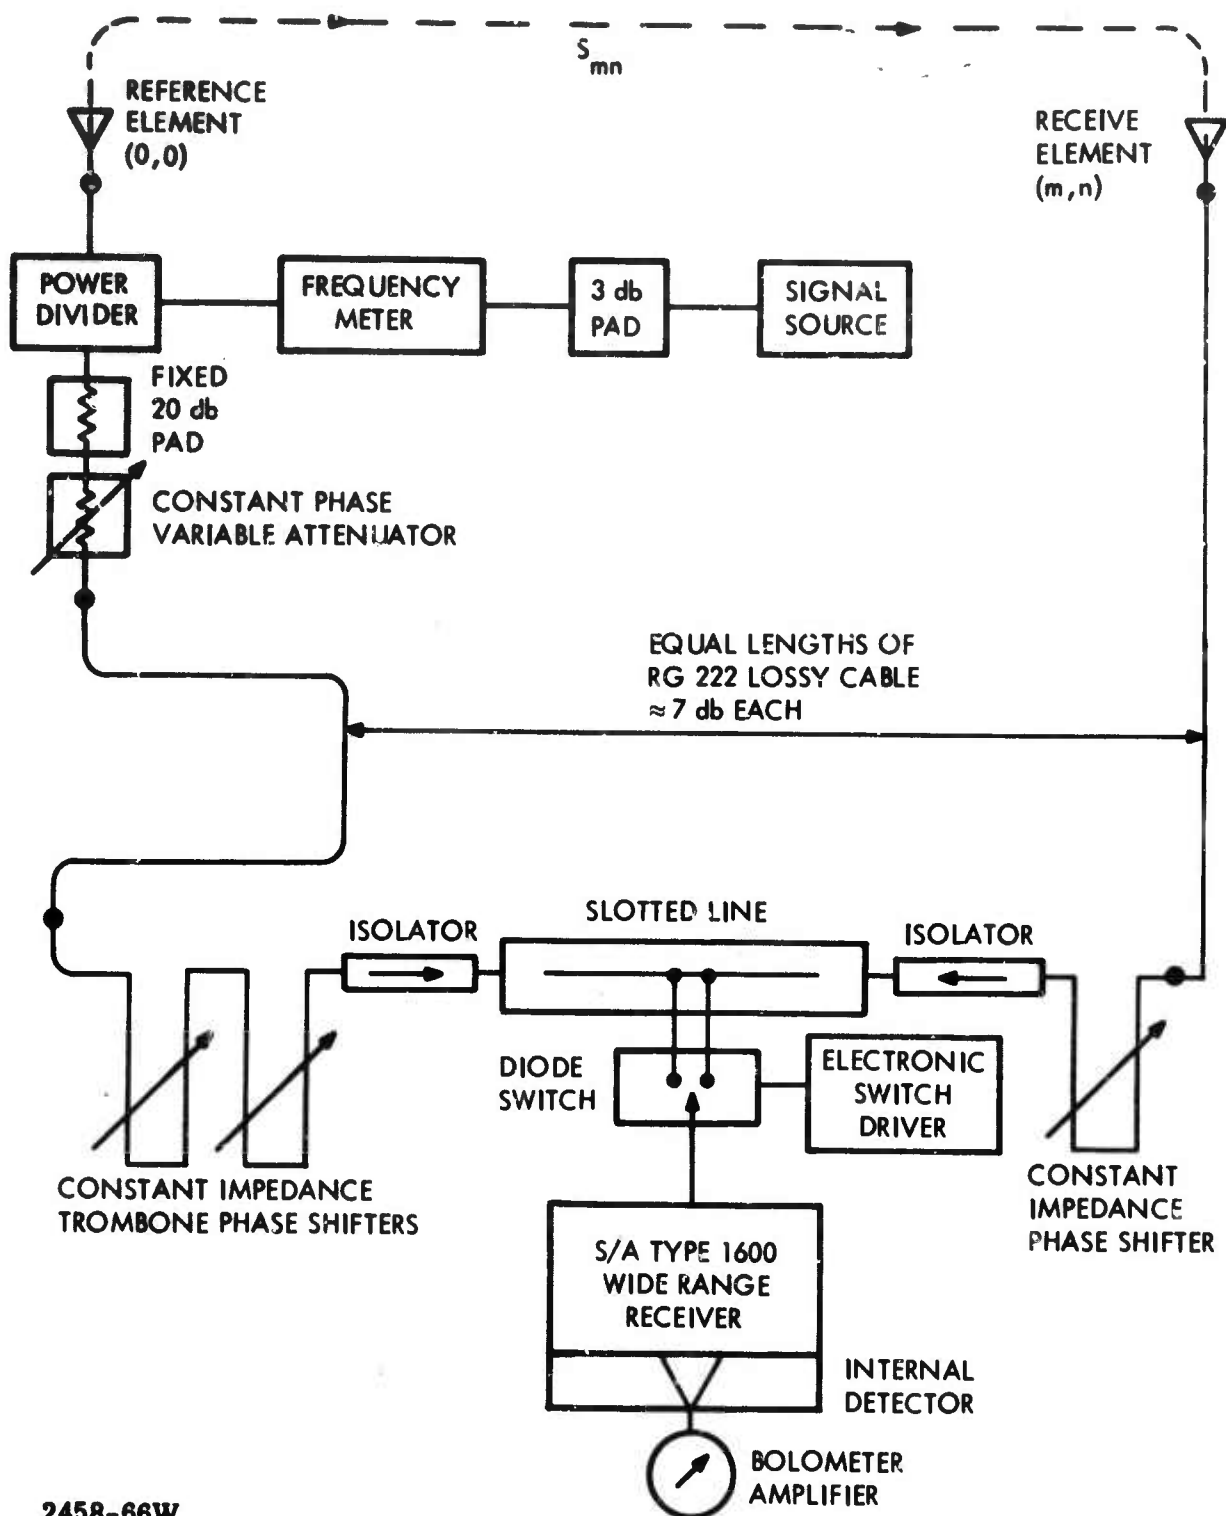 S
mn
REFERENCE
ELEMENT
(0,0)
RECEIVE
ELEMENT
(m,n)
POWER
DIVIDER
FREQUENCY
METER
3 db
PAD
SIGNAL
SOURCE
FIXED
20 db
PAD
CONSTANT PHASE
VARIABLE ATTENUATOR
EQUAL LENGTHS OF
RG 222 LOSSY CABLE
≈7 db EACH
ISOLATOR
SLOTTED LINE
ISOLATOR
DIODE
SWITCH
ELECTRONIC
SWITCH
DRIVER
CONSTANT IMPEDANCE
TROMBONE PHASE SHIFTERS
CONSTANT
IMPEDANCE
PHASE SHIFTER
S/A TYPE 1600
WIDE RANGE
RECEIVER
INTERNAL
DETECTOR
BOLOMETER
AMPLIFIER
2458-66W